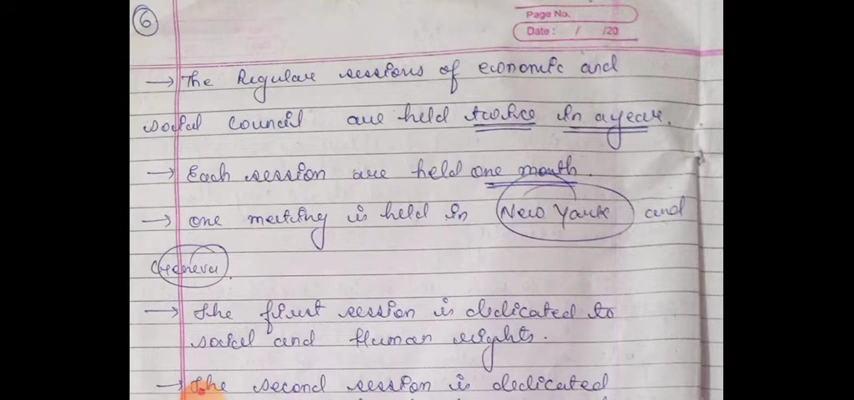 6
Page No.
Date : / /20
→ The Regular sessions of economic and
social council are held twice in a year.
→ Each session are held one month.
→ one meeting is held in New Yark and
Geneva.
→ The first session is dedicated to
social and Human rights.
→ The second session is dedicated